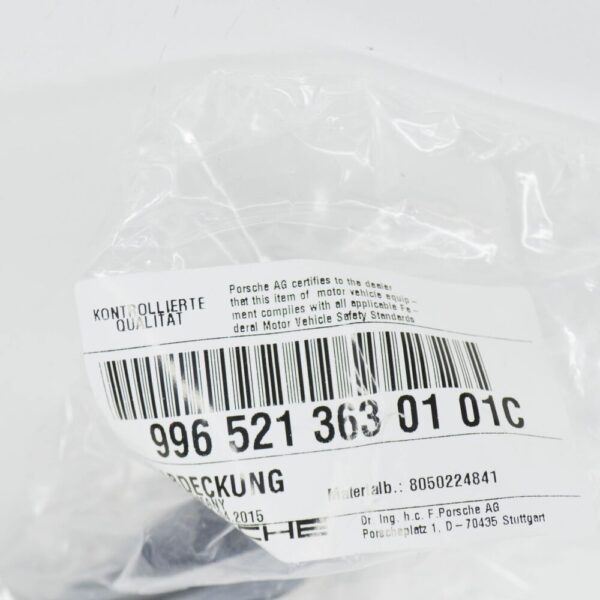 KONTROLLIERTE
QUALITÄT
Porsche AG certifies to the dealer
that this item of motor vehicle equip-
ment complies with all applicable Fe-
deral Motor Vehicle Safety Standards
996 521 363 01 01C
DECKUNG
Materialb.: 8050224841
2015
Dr. Ing. h.c. F.Porsche AG
Porscheplatz 1, D-70435 Stuttgart